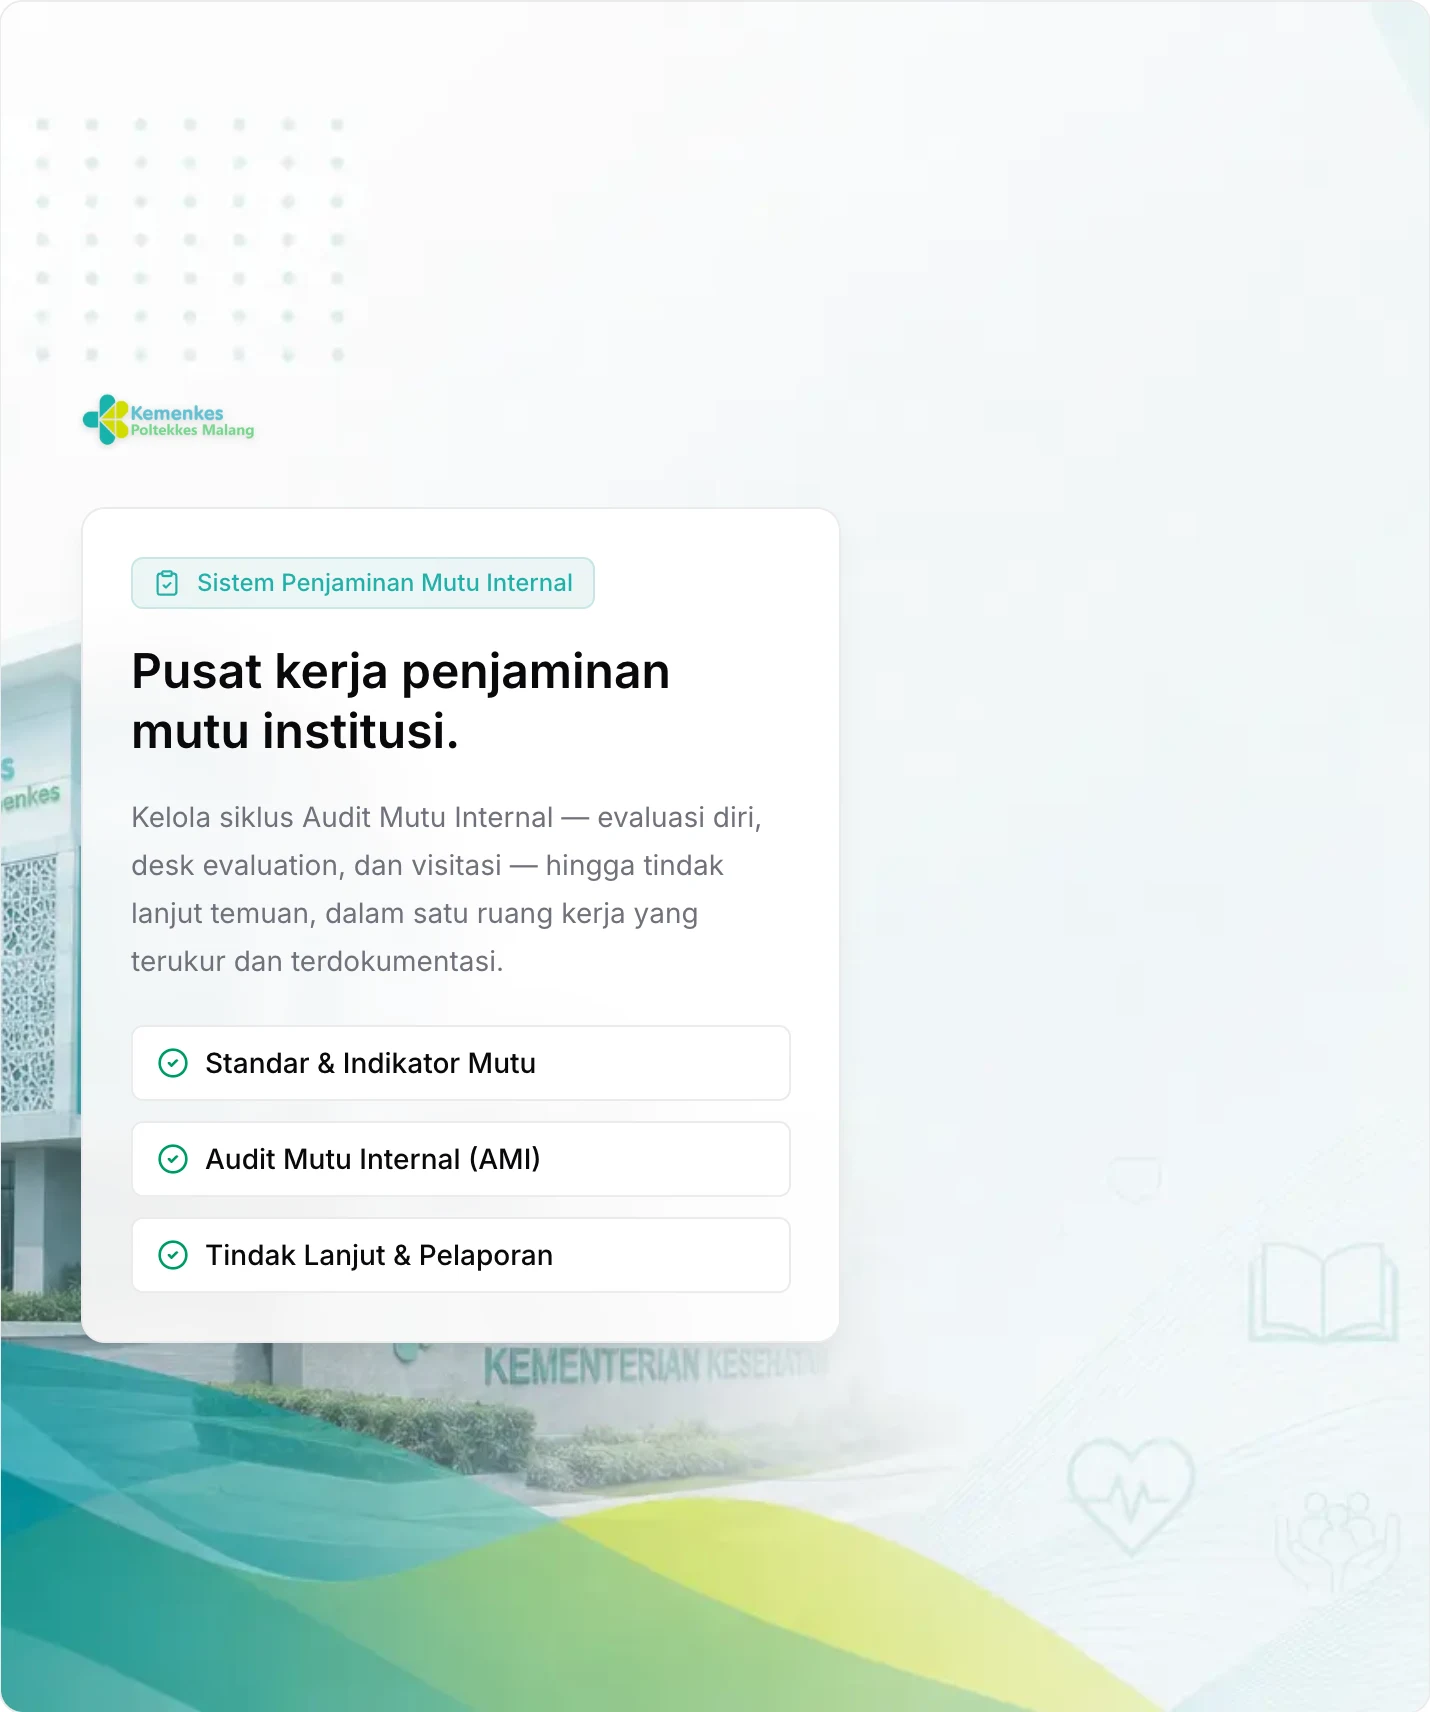 Kemenkes
Poltekkes Malang
Sistem Penjaminan Mutu Internal
Pusat kerja penjaminan
mutu institusi.
Kelola siklus Audit Mutu Internal — evaluasi diri,
desk evaluation, dan visitasi — hingga tindak
lanjut temuan, dalam satu ruang kerja yang
terukur dan terdokumentasi.
Standar & Indikator Mutu
Audit Mutu Internal (AMI)
Tindak Lanjut & Pelaporan
KEMENTERIAN